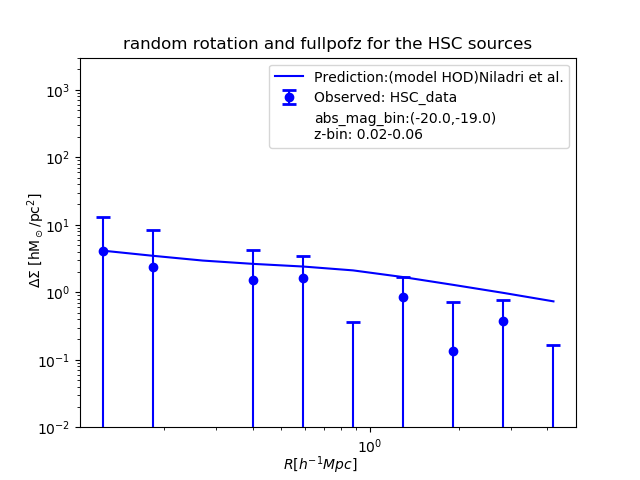 random rotation and fullpofz for the HSC sources
Prediction:(model HOD)Niladri et al.
Observed: HSC_data
abs_mag_bin:(-20.0,-19.0)
z-bin: 0.02-0.06
ΔΣ [hM⊙/pc²]
10³
10²
10¹
10⁰
10⁻¹
10⁻²
10⁰
R[h⁻¹Mpc]